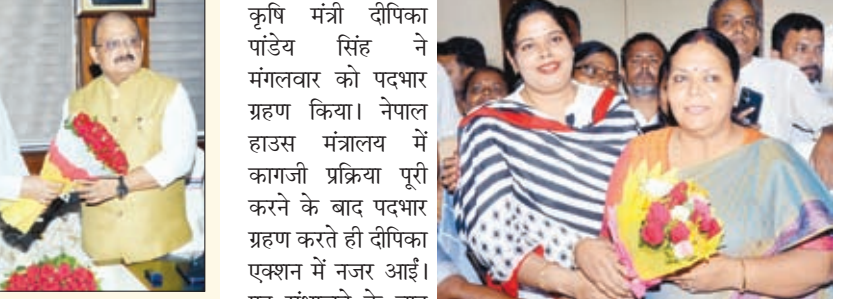 कृषि मंत्री दीपिका
पांडेय सिंह ने
मंगलवार को पदभार
ग्रहण किया। नेपाल
हाउस मंत्रालय में
कागजी प्रक्रिया पूरी
करने के बाद पदभार
ग्रहण करते ही दीपिका
एक्शन में नजर आईं।